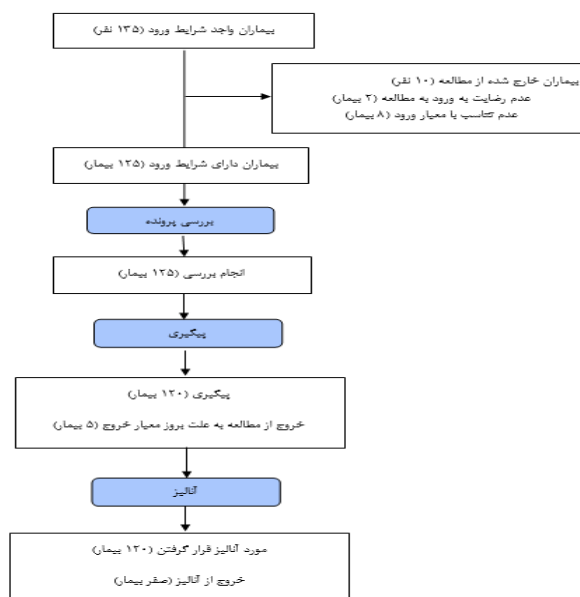 بیماران واجد شرایط ورود (۱۳۵ نفر)
بیماران خارج شده از مطالعه (۱۰ نفر)
عدم رضایت به ورود به مطالعه (۲ بیمار)
عدم تناسب با معیار ورود (۸ بیمار)
بیماران دارای شرایط ورود (۱۲۵ بیمار)
بررسی پرونده
انجام بررسی (۱۲۵ بیمار)
پیگیری
پیگیری (۱۲۰ بیمار)
خروج از مطالعه به علت بروز معیار خروج (۵ بیمار)
آنالیز
مورد آنالیز قرار گرفتن (۱۲۰ بیمار)
خروج از آنالیز (صفر بیمار)